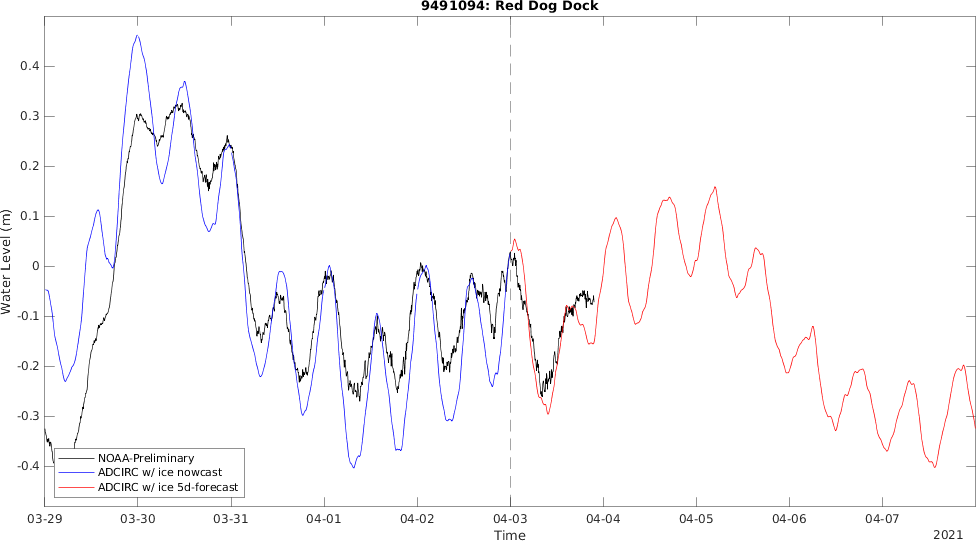 9491094: Red Dog Dock
Water Level (m)
0.4
0.3
0.2
0.1
0
-0.1
-0.2
-0.3
-0.4
NOAA-Preliminary
ADCIRC w/ ice nowcast
ADCIRC w/ ice 5d-forecast
03-29 03-30 03-31 04-01 04-02 04-03 04-04 04-05 04-06 04-07
Time
2021